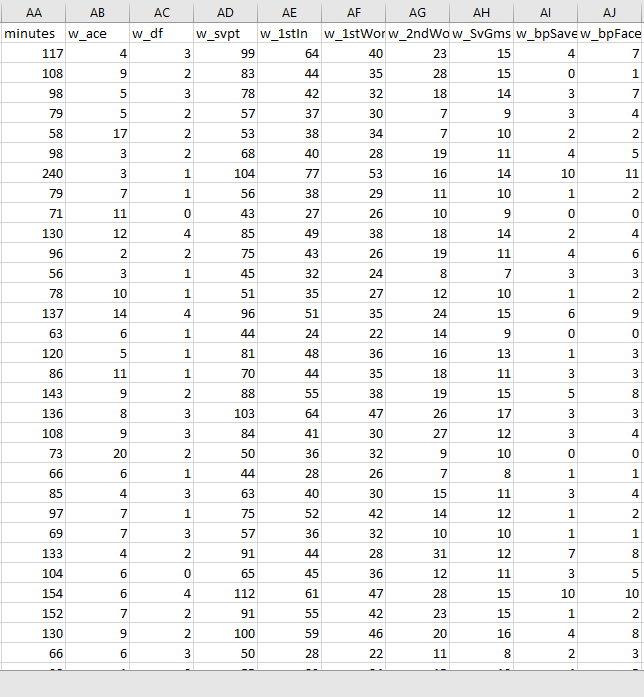 AA AB AC AD AE AF AG AH AI AJ
minutes w_ace w_df w_svpt w_1stIn w_1stWor w_2ndWo w_SvGms w_bpSave w_bpFace
117 4 3 99 64 40 23 15 4 7
108 9 2 83 44 35 28 15 0 1
98 5 3 78 42 32 18 14 3 7
79 5 2 57 37 30 7 9 3 4
58 17 2 53 38 34 7 10 2 2
98 3 2 68 40 28 19 11 4 5
240 3 1 104 77 53 16 14 10 11
79 7 1 56 38 29 11 10 1 2
71 11 0 43 27 26 10 9 0 0
130 12 4 85 49 38 18 14 2 4
96 2 2 75 43 26 19 11 4 6
56 3 1 45 32 24 8 7 3 3
78 10 1 51 35 27 12 10 1 2
137 14 4 96 51 35 24 15 6 9
63 6 1 44 24 22 14 9 0 0
120 5 1 81 48 36 16 13 1 3
86 11 1 70 44 35 18 11 3 3
143 9 2 88 55 38 19 15 5 8
136 8 3 103 64 47 26 17 3 3
108 9 3 84 41 30 27 12 3 4
73 20 2 50 36 32 9 10 0 0
66 6 1 44 28 26 7 8 1 1
85 4 3 63 40 30 15 11 3 4
97 7 1 75 52 42 14 12 1 2
69 7 3 57 36 32 10 10 1 1
133 4 2 91 44 28 31 12 7 8
104 6 0 65 45 36 12 11 3 5
154 6 4 112 61 47 28 15 10 10
152 7 2 91 55 42 23 15 1 2
130 9 2 100 59 46 20 16 4 8
66 6 3 50 28 22 11 8 2 3